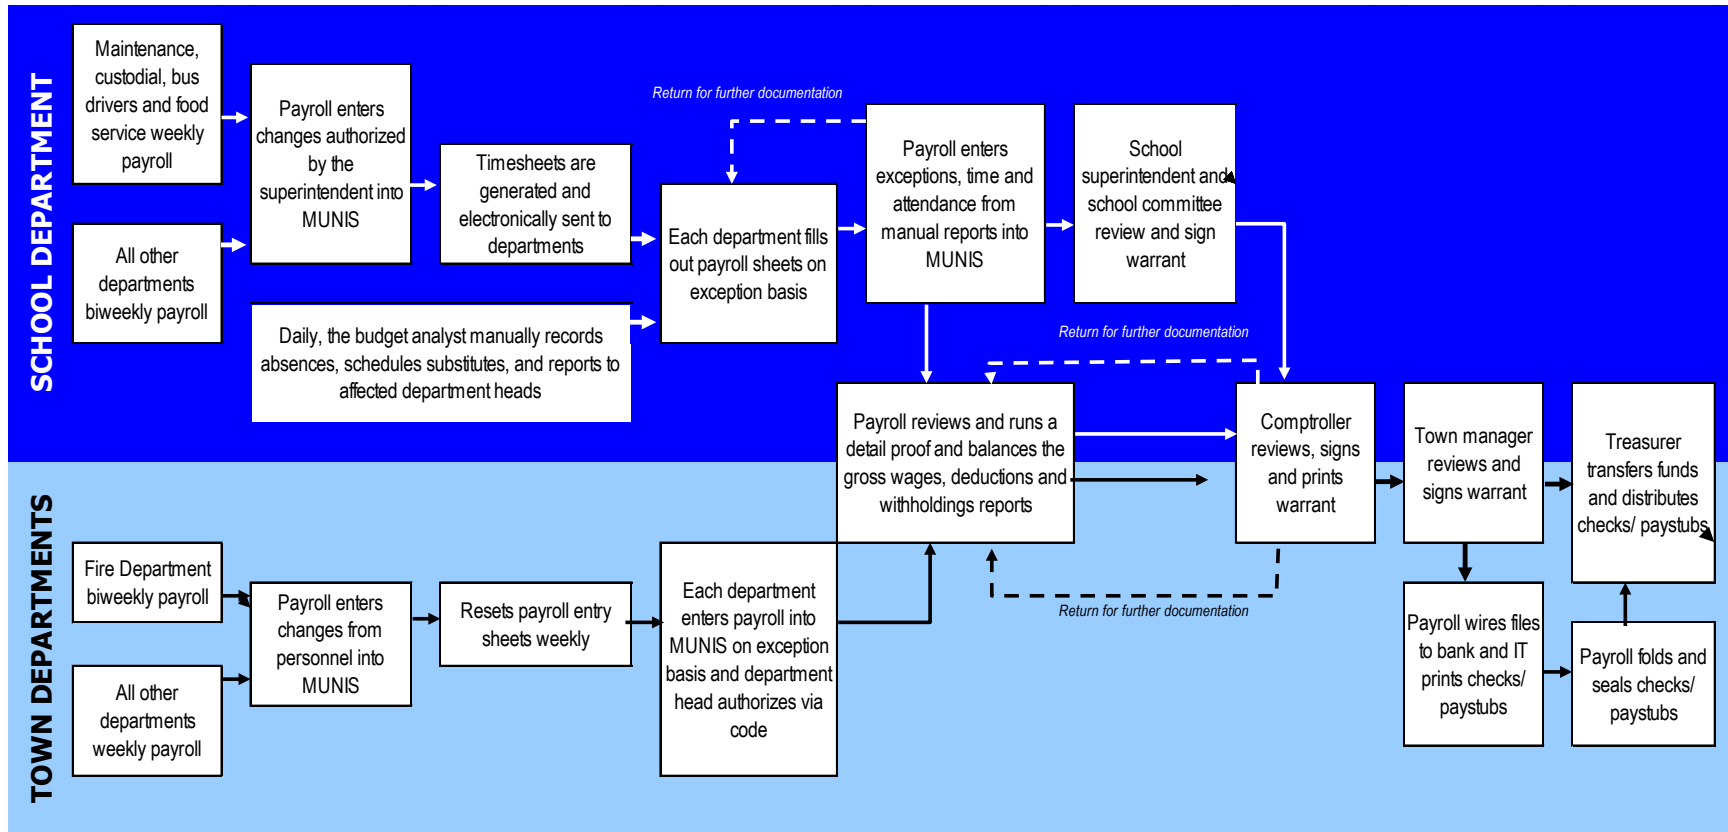 SCHOOL DEPARTMENT
Maintenance,
custodial, bus
drivers and food
service weekly
payroll
All other
departments
biweekly payroll
Payroll enters
changes authorized
by the
superintendent into
MUNIS
Timesheets are
generated and
electronically sent to
departments
Daily, the budget analyst manually records
absences, schedules substitutes, and reports to
affected department heads
Return for further documentation
Each department fills
out payroll sheets on
exception basis
Payroll enters
exceptions, time and
attendance from
manual reports into
MUNIS
School
superintendent and
school committee
review and sign
warrant
Return for further documentation
Payroll reviews and runs a
detail proof and balances the
gross wages, deductions and
withholdings reports
Comptroller
reviews, signs
and prints
warrant
Town manager
reviews and
signs warrant
Treasurer
transfers funds
and distributes
checks/ paystubs
TOWN DEPARTMENTS
Fire Department
biweekly payroll
All other
departments
weekly payroll
Payroll enters
changes from
personnel into
MUNIS
Resets payroll entry
sheets weekly
Each department
enters payroll into
MUNIS on exception
basis and department
head authorizes via
code
Return for further documentation
Payroll wires files
to bank and IT
prints checks/
paystubs
Payroll folds and
seals checks/
paystubs